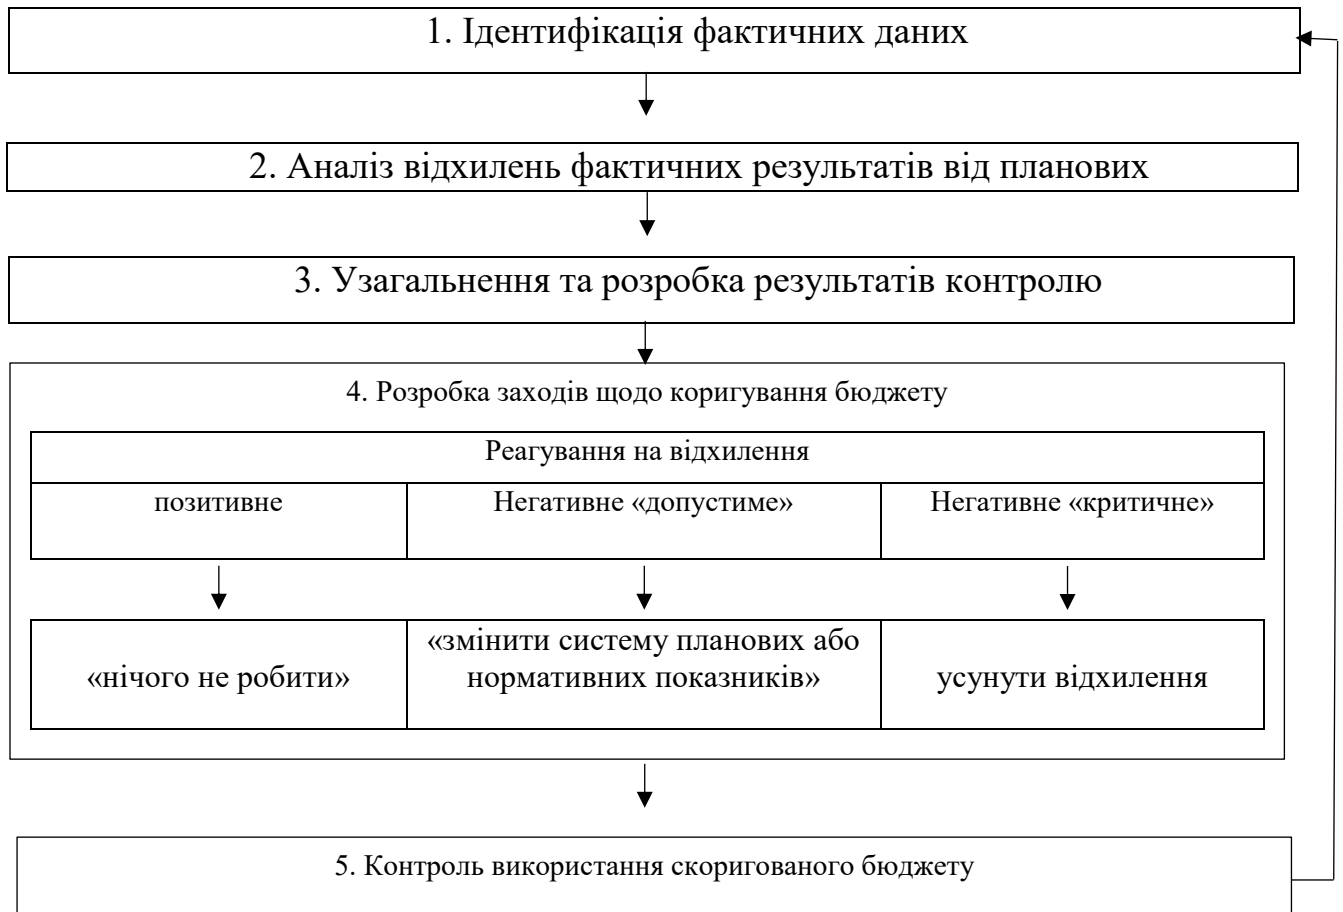 1. Ідентифікація фактичних даних
2. Аналіз відхилень фактичних результатів від планових
3. Узагальнення та розробка результатів контролю
4. Розробка заходів щодо коригування бюджету
Реагування на відхилення
позитивне
Негативне «допустиме»
Негативне «критичне»
«нічого не робити»
«змінити систему планових або
нормативних показників»
усунути відхилення
5. Контроль використання скоригованого бюджету